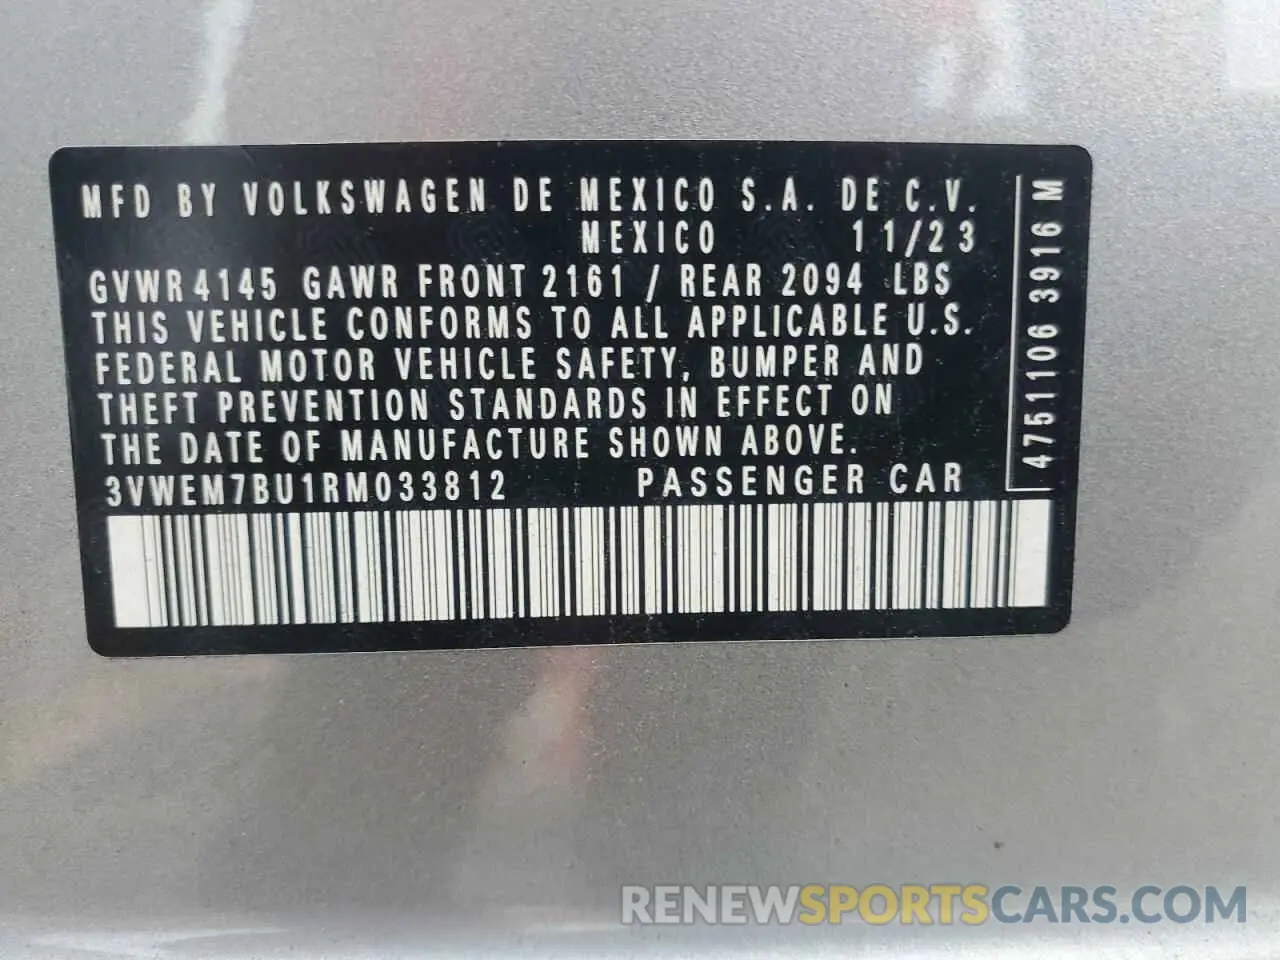 MFD BY VOLKSWAGEN DE MEXICO S.A. DE C.V.
MEXICO 11/23
GVWR 4145 GAWR FRONT 2161 / REAR 2094 LBS
THIS VEHICLE CONFORMS TO ALL APPLICABLE U.S.
FEDERAL MOTOR VEHICLE SAFETY, BUMPER AND
THEFT PREVENTION STANDARDS IN EFFECT ON
THE DATE OF MANUFACTURE SHOWN ABOVE.
3VWEM7BU1RM033812 PASSENGER CAR
4751106 3916 M
RENEWSPORTSCARS.COM